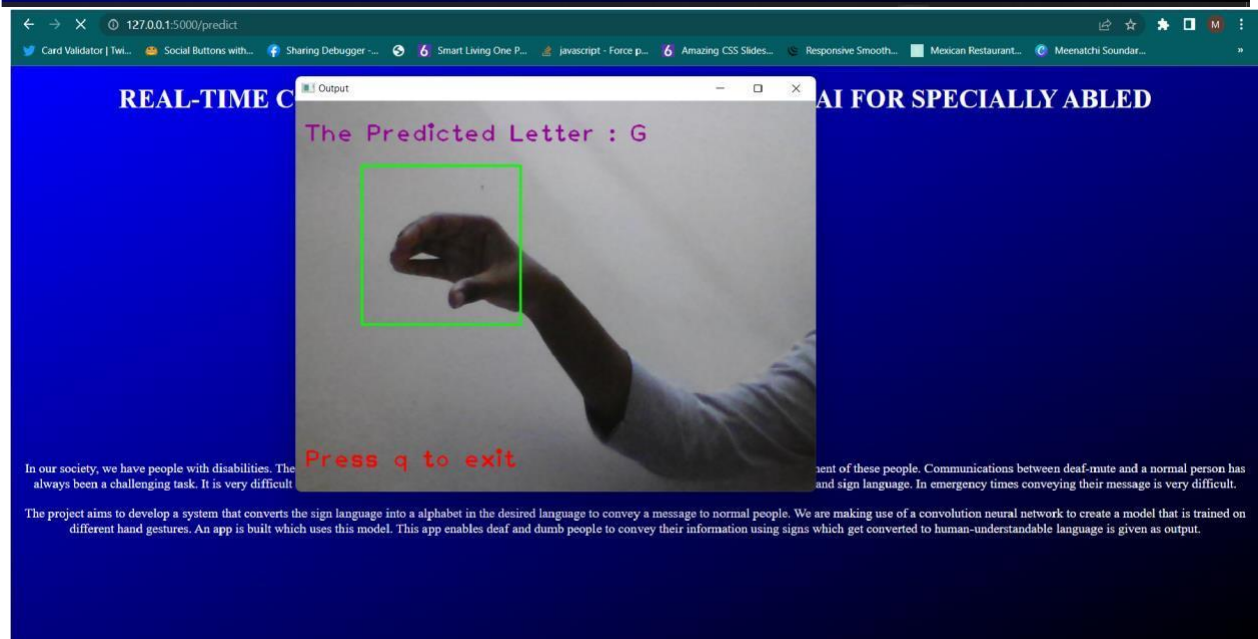 127.0.0.1:5000/predict
M
Card Validator | Twi...
Social Buttons with...
Sharing Debugger -...
Smart Living One P...
javascript - Force p...
Amazing CSS Slides...
Responsive Smooth...
Mexican Restaurant...
Meenatchi Soundar...
»
Output
REAL-TIME C AI FOR SPECIALLY ABLED
The Predicted Letter : G
Press q to exit
In our society, we have people with disabilities. The ent of these people. Communications between deaf-mute and a normal person has
always been a challenging task. It is very difficult and sign language. In emergency times conveying their message is very difficult.
The project aims to develop a system that converts the sign language into a alphabet in the desired language to convey a message to normal people. We are making use of a convolution neural network to create a model that is trained on
different hand gestures. An app is built which uses this model. This app enables deaf and dumb people to convey their information using signs which get converted to human-understandable language is given as output.